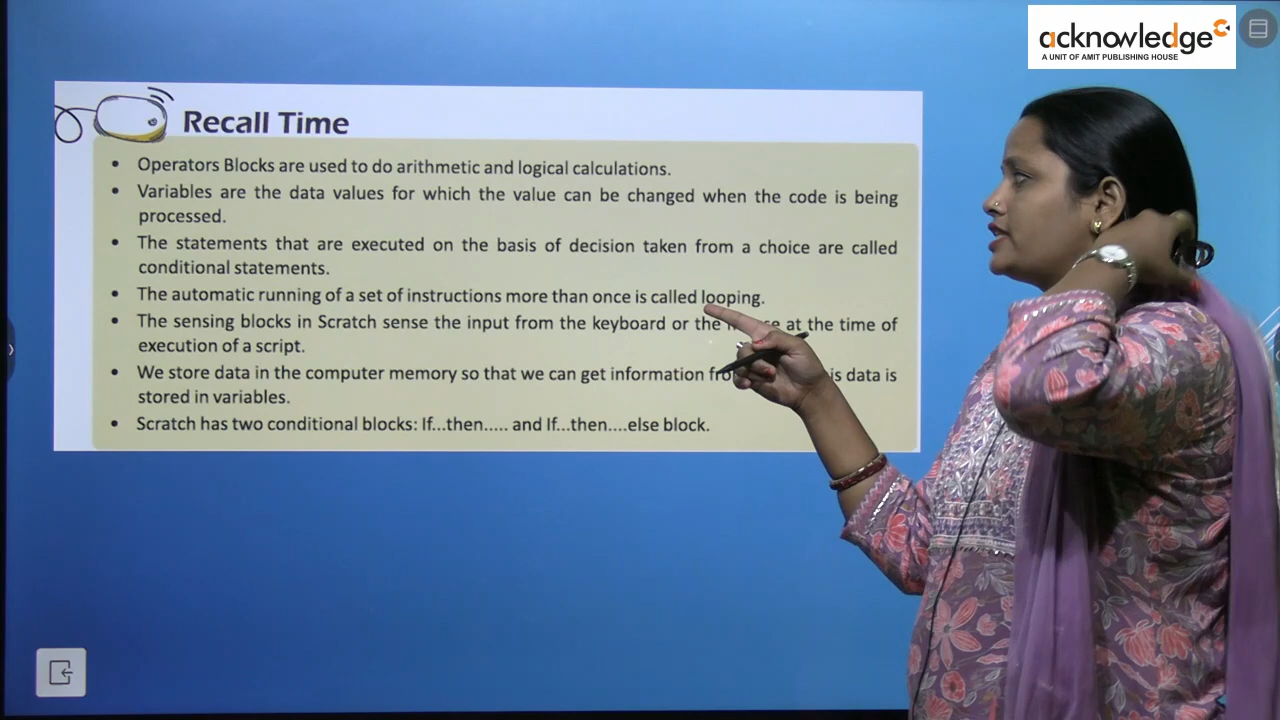 acknowledge
A UNIT OF AMIT PUBLISHING HOUSE
Recall Time
• Operators Blocks are used to do arithmetic and logical calculations.
• Variables are the data values for which the value can be changed when the code is being
processed.
• The statements that are executed on the basis of decision taken from a choice are called
conditional statements.
• The automatic running of a set of instructions more than once is called looping.
• The sensing blocks in Scratch sense the input from the keyboard or the at the time of
execution of a script.
• We store data in the computer memory so that we can get information data is
stored in variables.
• Scratch has two conditional blocks: If...then..... and If...then....else block.